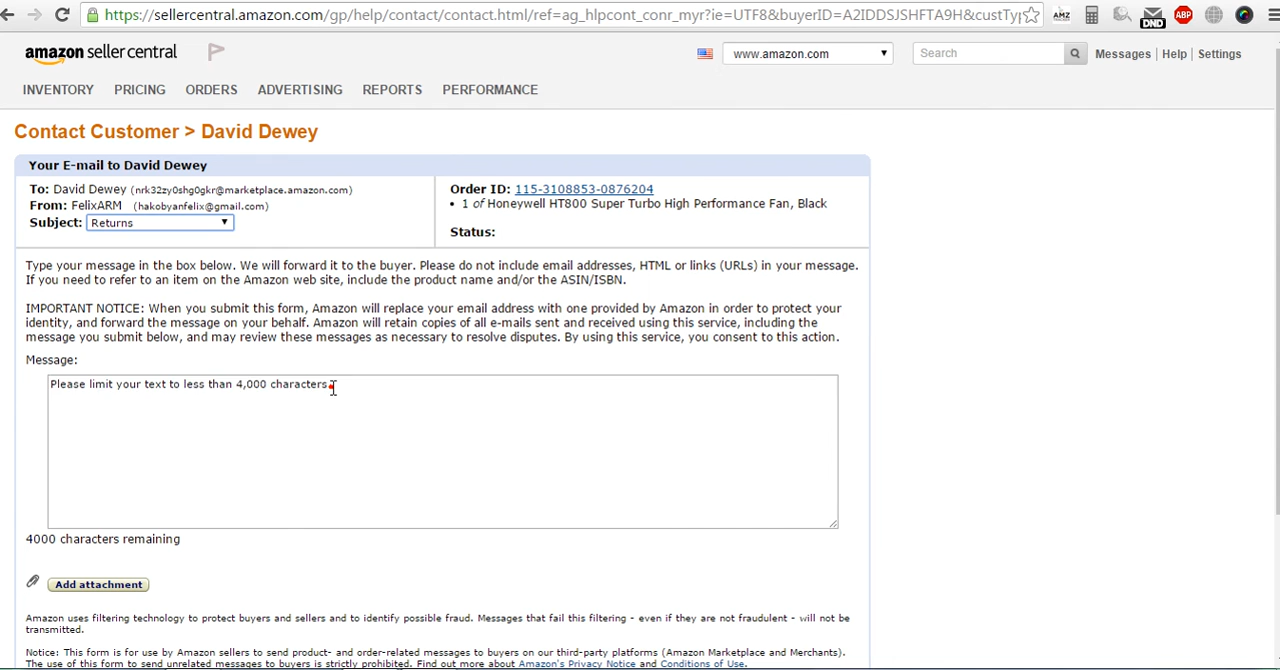 https://sellercentral.amazon.com/gp/help/contact/contact.html/ref=ag_hlpcont_conr_myr?ie=UTF8&buyerID=A2IDDSJSHFTA9H&custTyp
AMZ
DND
ABP
amazon seller central
www.amazon.com
Search
Messages | Help | Settings
INVENTORY PRICING ORDERS ADVERTISING REPORTS PERFORMANCE
Contact Customer > David Dewey
Your E-mail to David Dewey
To: David Dewey (nrk32zy0shg0gkr@marketplace.amazon.com)
From: FelixARM (hakobyanfelix@gmail.com)
Subject: Returns
Order ID: 115-3108853-0876204
• 1 of Honeywell HT800 Super Turbo High Performance Fan, Black
Status:
Type your message in the box below. We will forward it to the buyer. Please do not include email addresses, HTML or links (URLs) in your message.
If you need to refer to an item on the Amazon web site, include the product name and/or the ASIN/ISBN.
IMPORTANT NOTICE: When you submit this form, Amazon will replace your email address with one provided by Amazon in order to protect your
identity, and forward the message on your behalf. Amazon will retain copies of all e-mails sent and received using this service, including the
message you submit below, and may review these messages as necessary to resolve disputes. By using this service, you consent to this action.
Message:
Please limit your text to less than 4,000 characters.
4000 characters remaining
Add attachment
Amazon uses filtering technology to protect buyers and sellers and to identify possible fraud. Messages that fail this filtering - even if they are not fraudulent - will not be
transmitted.
Notice: This form is for use by Amazon sellers to send product- and order-related messages to buyers on our third-party platforms (Amazon Marketplace and Merchants).
The use of this form to send unrelated messages to buyers is strictly prohibited. Find out more about Amazon's Privacy Notice and Conditions of Use.